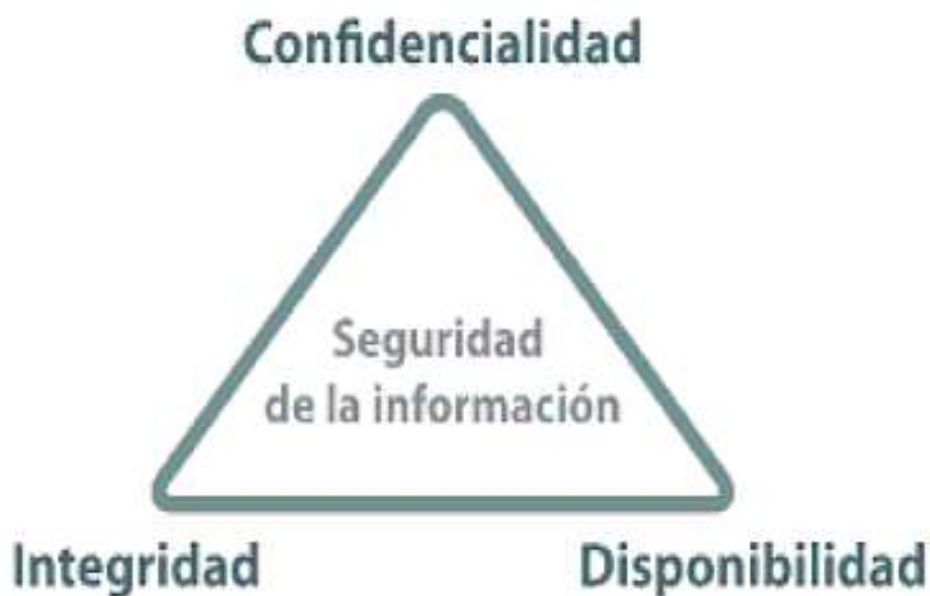 Confidencialidad
Seguridad
de la información
Integridad
Disponibilidad